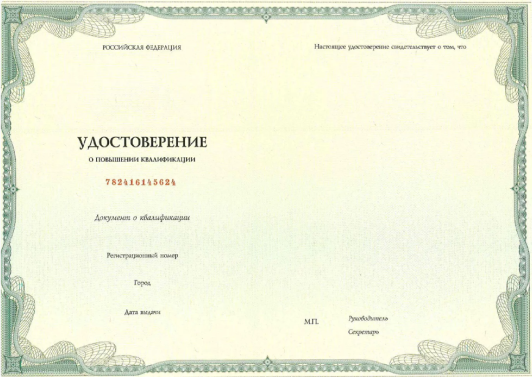 РОССИЙСКАЯ ФЕДЕРАЦИЯ
УДОСТОВЕРЕНИЕ
О ПОВЫШЕНИИ КВАЛИФИКАЦИИ
782416145624
Документ о квалификации
Регистрационный номер
Город
Дата выдачи
Настоящее удостоверение свидетельствует о том, что
М.П.
Руководитель
Секретарь